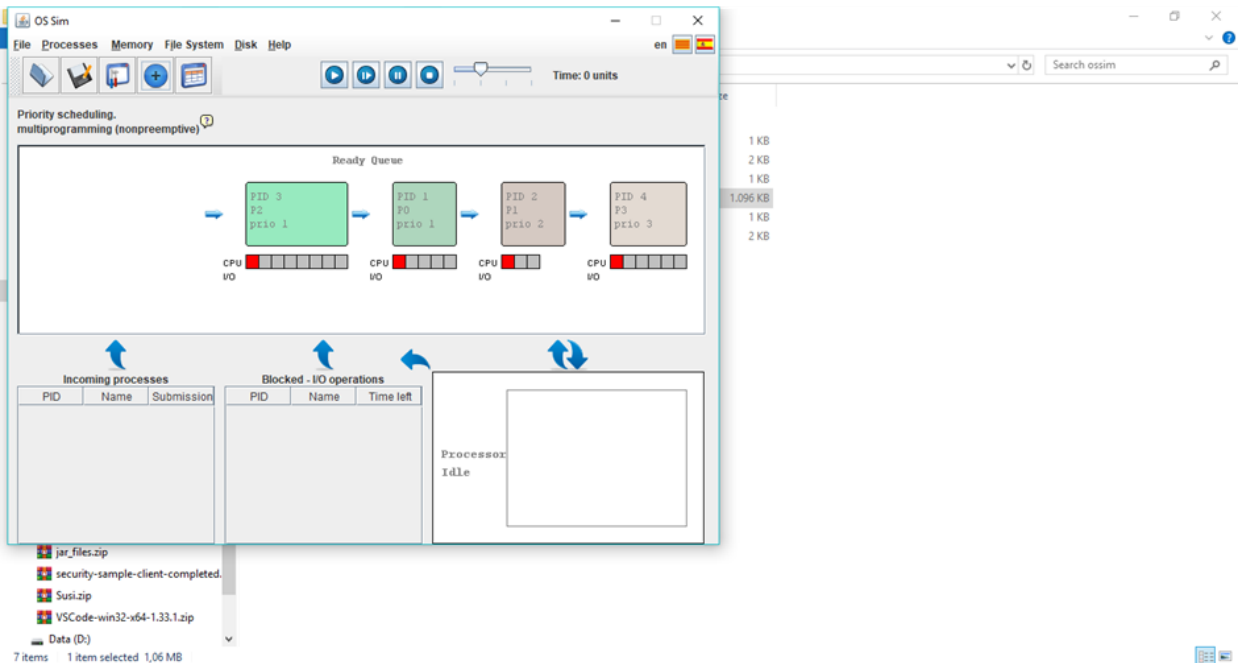 OS Sim
File Processes Memory File System Disk Help
en
Time: 0 units
Search ossim
ze
Priority scheduling.
multiprogramming (nonpreemptive)
?
1 KB
2 KB
1 KB
1.096 KB
1 KB
2 KB
Ready Queue
PID 3
P2
prio 1
PID 1
P0
prio 1
PID 2
P1
prio 2
PID 4
P3
prio 3
CPU
I/O
CPU
I/O
CPU
I/O
CPU
I/O
Incoming processes
PID Name Submission
Blocked - I/O operations
PID Name Time left
Processor
Idle
jar_files.zip
security-sample-client-completed.
Susi.zip
VSCode-win32-x64-1.33.1.zip
Data (D:)
7 items 1 item selected 1,06 MB